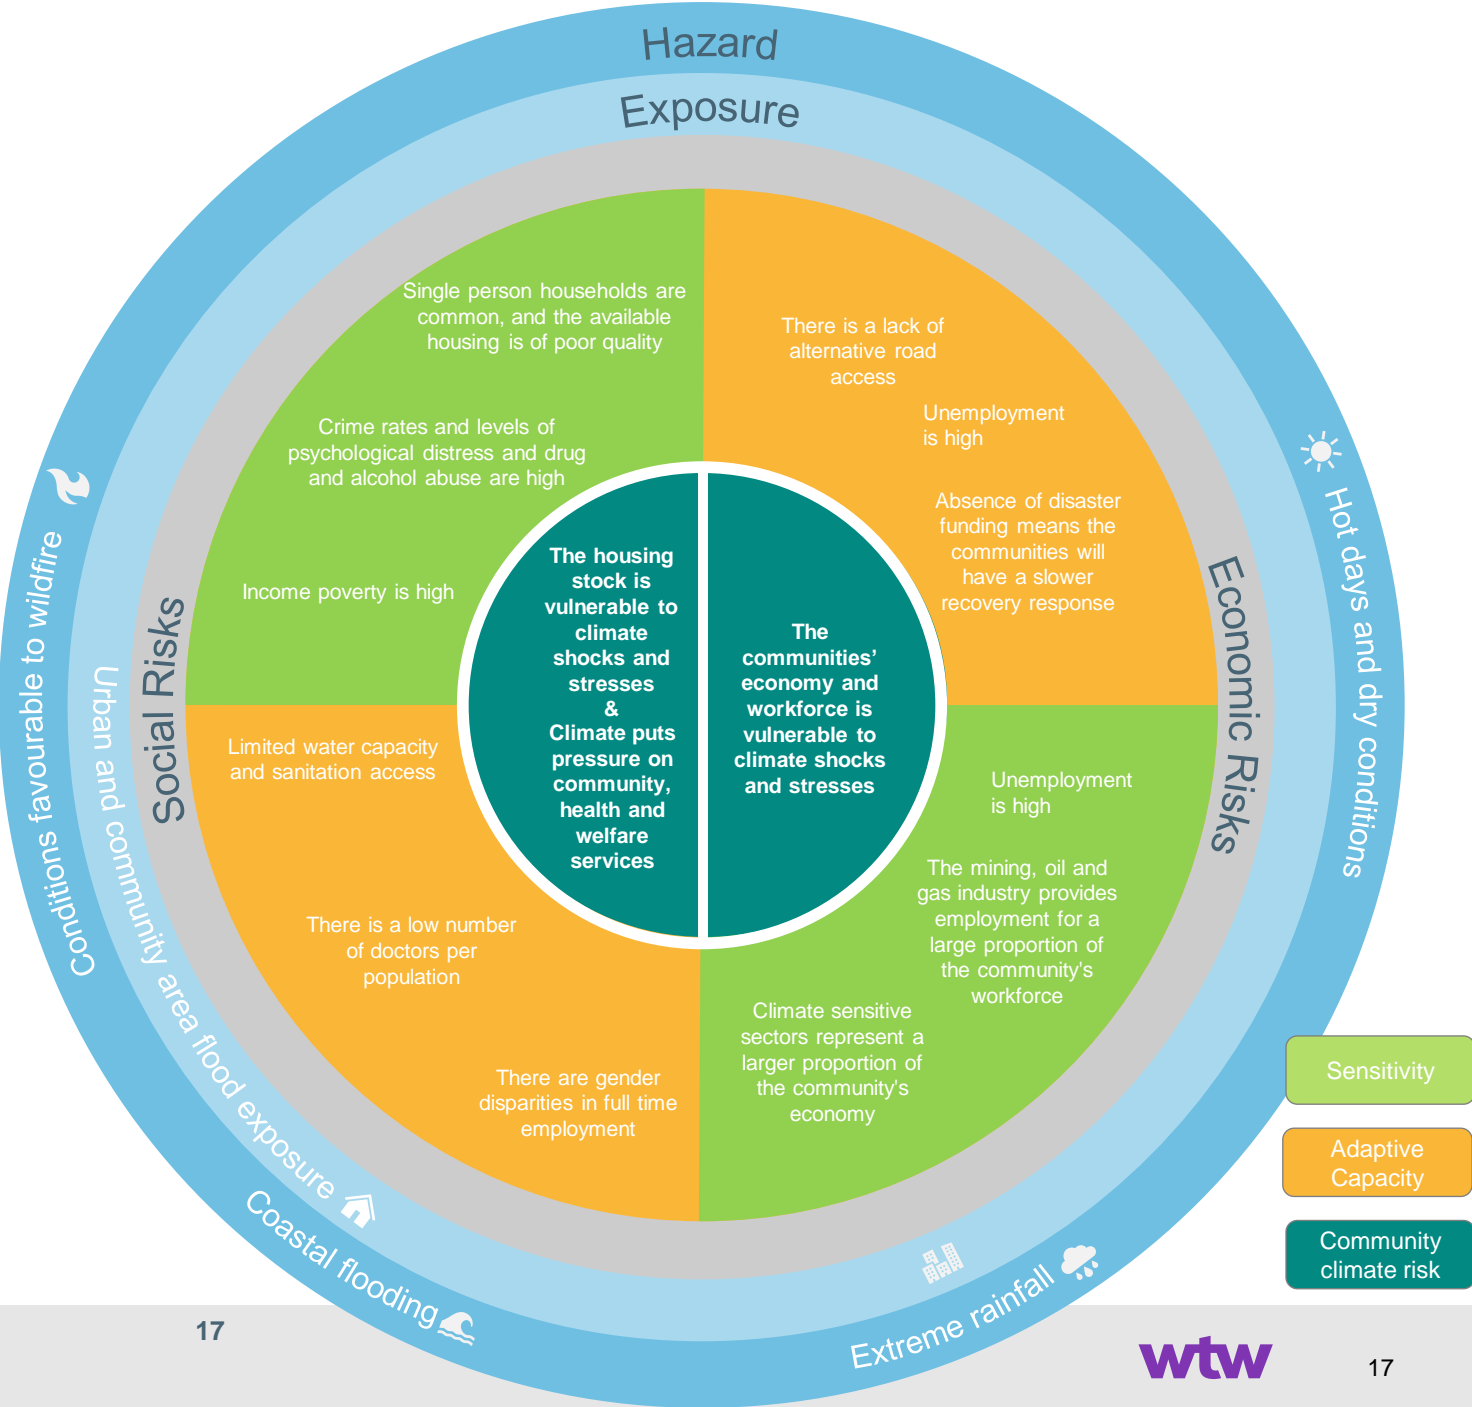 Hazard
Exposure
Social Risks
Economic Risks
Conditions favourable to wildfire
Urban and community area flood exposure
Coastal flooding
Extreme rainfall
Hot days and dry conditions
Single person households are
common, and the available
housing is of poor quality
Crime rates and levels of
psychological distress and drug
and alcohol abuse are high
Income poverty is high
There is a lack of
alternative road
access
Unemployment
is high
Absence of disaster
funding means the
communities will
have a slower
recovery response
The housing
stock is
vulnerable to
climate
shocks and
stresses
&
Climate puts
pressure on
community,
health and
welfare
services
The
communities’
economy and
workforce is
vulnerable to
climate shocks
and stresses
Limited water capacity
and sanitation access
There is a low number
of doctors per
population
There are gender
disparities in full time
employment
Unemployment
is high
The mining, oil and
gas industry provides
employment for a
large proportion of
the community's
workforce
Climate sensitive
sectors represent a
larger proportion of
the community's
economy
Sensitivity
Adaptive
Capacity
Community
climate risk
17
wtw
17